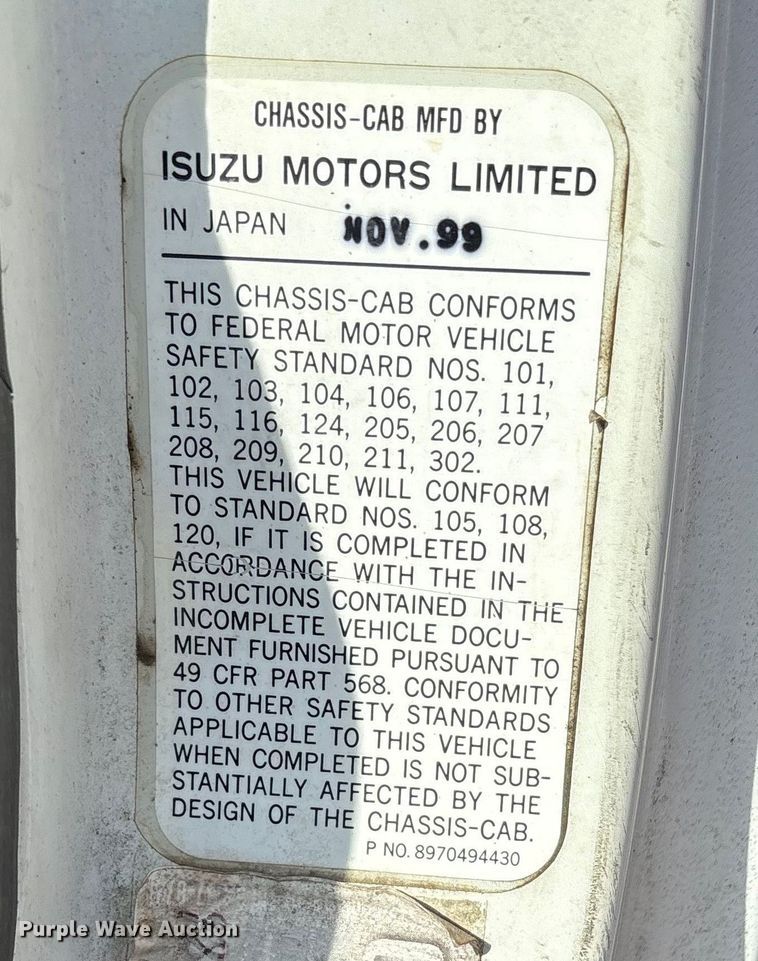 CHASSIS-CAB MFD BY
ISUZU MOTORS LIMITED
IN JAPAN NOV.99
THIS CHASSIS-CAB CONFORMS
TO FEDERAL MOTOR VEHICLE
SAFETY STANDARD NOS. 101,
102, 103, 104, 106, 107, 111,
115, 116, 124, 205, 206, 207
208, 209, 210, 211, 302.
THIS VEHICLE WILL CONFORM
TO STANDARD NOS. 105, 108,
120, IF IT IS COMPLETED IN
ACCORDANCE WITH THE IN-
STRUCTIONS CONTAINED IN THE
INCOMPLETE VEHICLE DOCU-
MENT FURNISHED PURSUANT TO
49 CFR PART 568. CONFORMITY
TO OTHER SAFETY STANDARDS
APPLICABLE TO THIS VEHICLE
WHEN COMPLETED IS NOT SUB-
STANTIALLY AFFECTED BY THE
DESIGN OF THE CHASSIS-CAB.
P NO. 8970494430
Purple Wave Auction